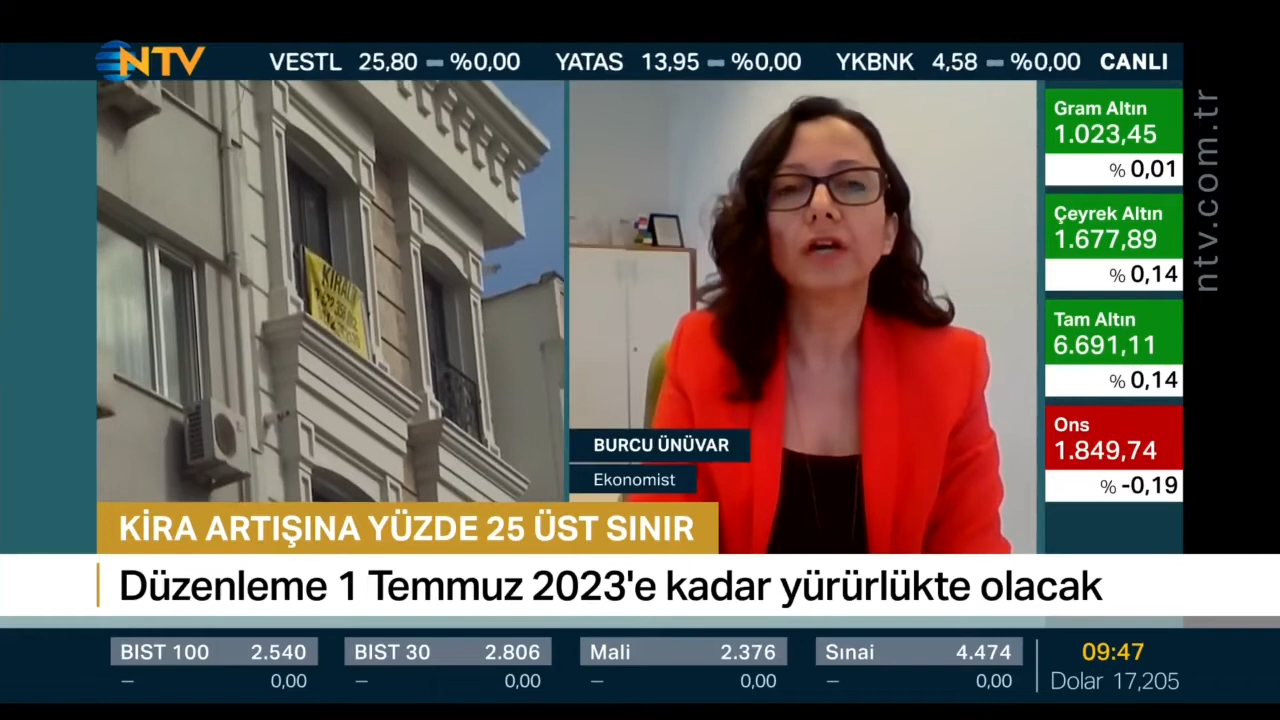 NTV
VESTL 25,80 %0,00 YATAS 13,95 %0,00 YKBNK 4,58 %0,00 CANLI
Gram Altın
1.023,45
% 0,01
Çeyrek Altın
1.677,89
% 0,14
Tam Altın
6.691,11
% 0,14
Ons
1.849,74
% -0,19
ntv.com.tr
KİRALIK
BURCU ÜNÜVAR
Ekonomist
KİRA ARTIŞINA YÜZDE 25 ÜST SINIR
Düzenleme 1 Temmuz 2023'e kadar yürürlükte olacak
BIST 100 2.540 BIST 30 2.806 Mali 2.376 Sınai 4.474 09:47
– 0,00 – 0,00 – 0,00 – 0,00 Dolar 17,205